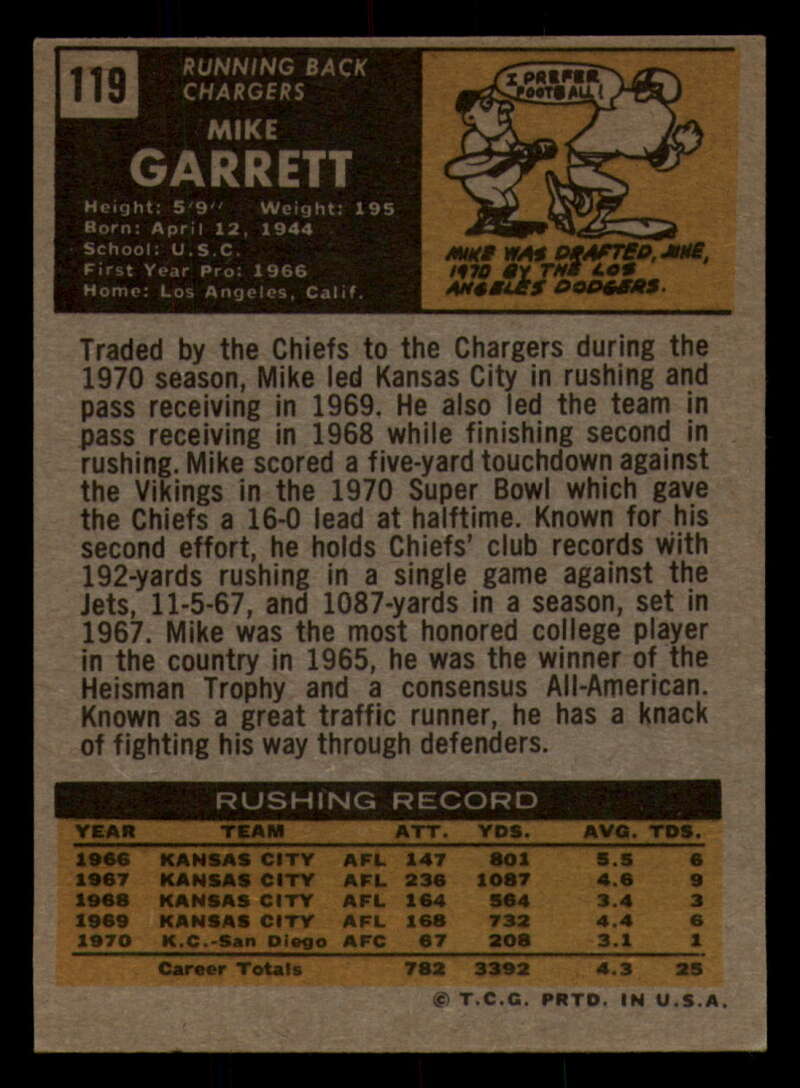 119
RUNNING BACK
CHARGERS
MIKE
GARRETT
Height: 5'9" Weight: 195
Born: April 12, 1944
School: U.S.C.
First Year Pro: 1966
Home: Los Angeles, Calif.
I PREFER
FOOTBALL!
MIKE WAS DRAFTED, JUNE,
1970 BY THE LOS
ANGELES DODGERS.
Traded by the Chiefs to the Chargers during the
1970 season, Mike led Kansas City in rushing and
pass receiving in 1969. He also led the team in
pass receiving in 1968 while finishing second in
rushing. Mike scored a five-yard touchdown against
the Vikings in the 1970 Super Bowl which gave
the Chiefs a 16-0 lead at halftime. Known for his
second effort, he holds Chiefs' club records with
192-yards rushing in a single game against the
Jets, 11-5-67, and 1087-yards in a season, set in
1967. Mike was the most honored college player
in the country in 1965, he was the winner of the
Heisman Trophy and a consensus All-American.
Known as a great traffic runner, he has a knack
of fighting his way through defenders.
RUSHING RECORD
YEAR TEAM ATT. YDS. AVG. TDS.
1966 KANSAS CITY AFL 147 801 5.5 6
1967 KANSAS CITY AFL 236 1087 4.6 9
1968 KANSAS CITY AFL 164 564 3.4 3
1969 KANSAS CITY AFL 168 732 4.4 6
1970 K.C.-San Diego AFC 67 208 3.1 1
Career Totals 782 3392 4.3 25
© T.C.G. PRTD. IN U.S.A.